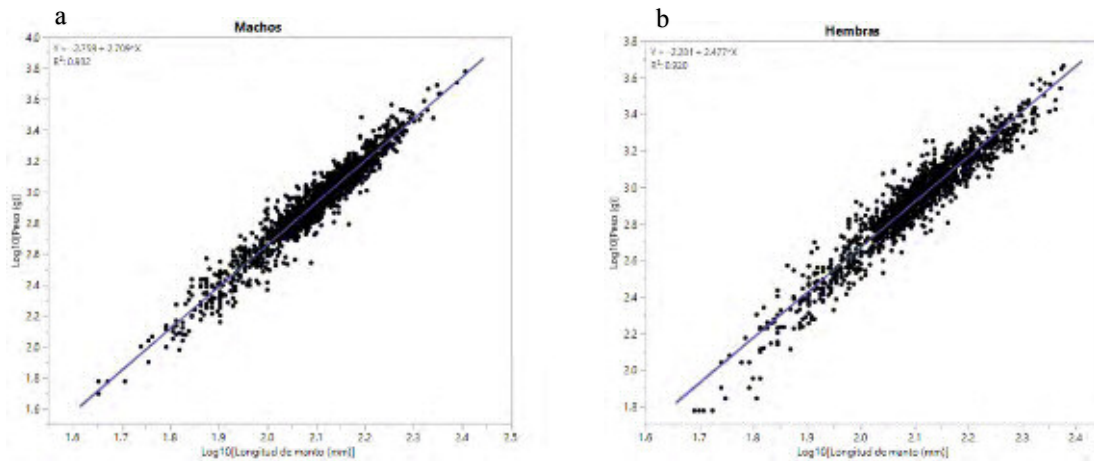 a
Machos
Y = -2.759 + 2.709*X
R²: 0.932
4.0
3.8
3.6
3.4
3.2
3.0
2.8
2.6
2.4
2.2
2.0
1.8
1.6
Log10[Peso (g)]
1.6 1.7 1.8 1.9 2.0 2.1 2.2 2.3 2.4 2.5
Log10[Longitud de manto (mm)]
b
Hembras
Y = -2.281 + 2.477*X
R²: 0.920
3.8
3.6
3.4
3.2
3.0
2.8
2.6
2.4
2.2
2.0
1.8
Log10[Peso (g)]
1.6 1.7 1.8 1.9 2.0 2.1 2.2 2.3 2.4
Log10[Longitud de manto (mm)]